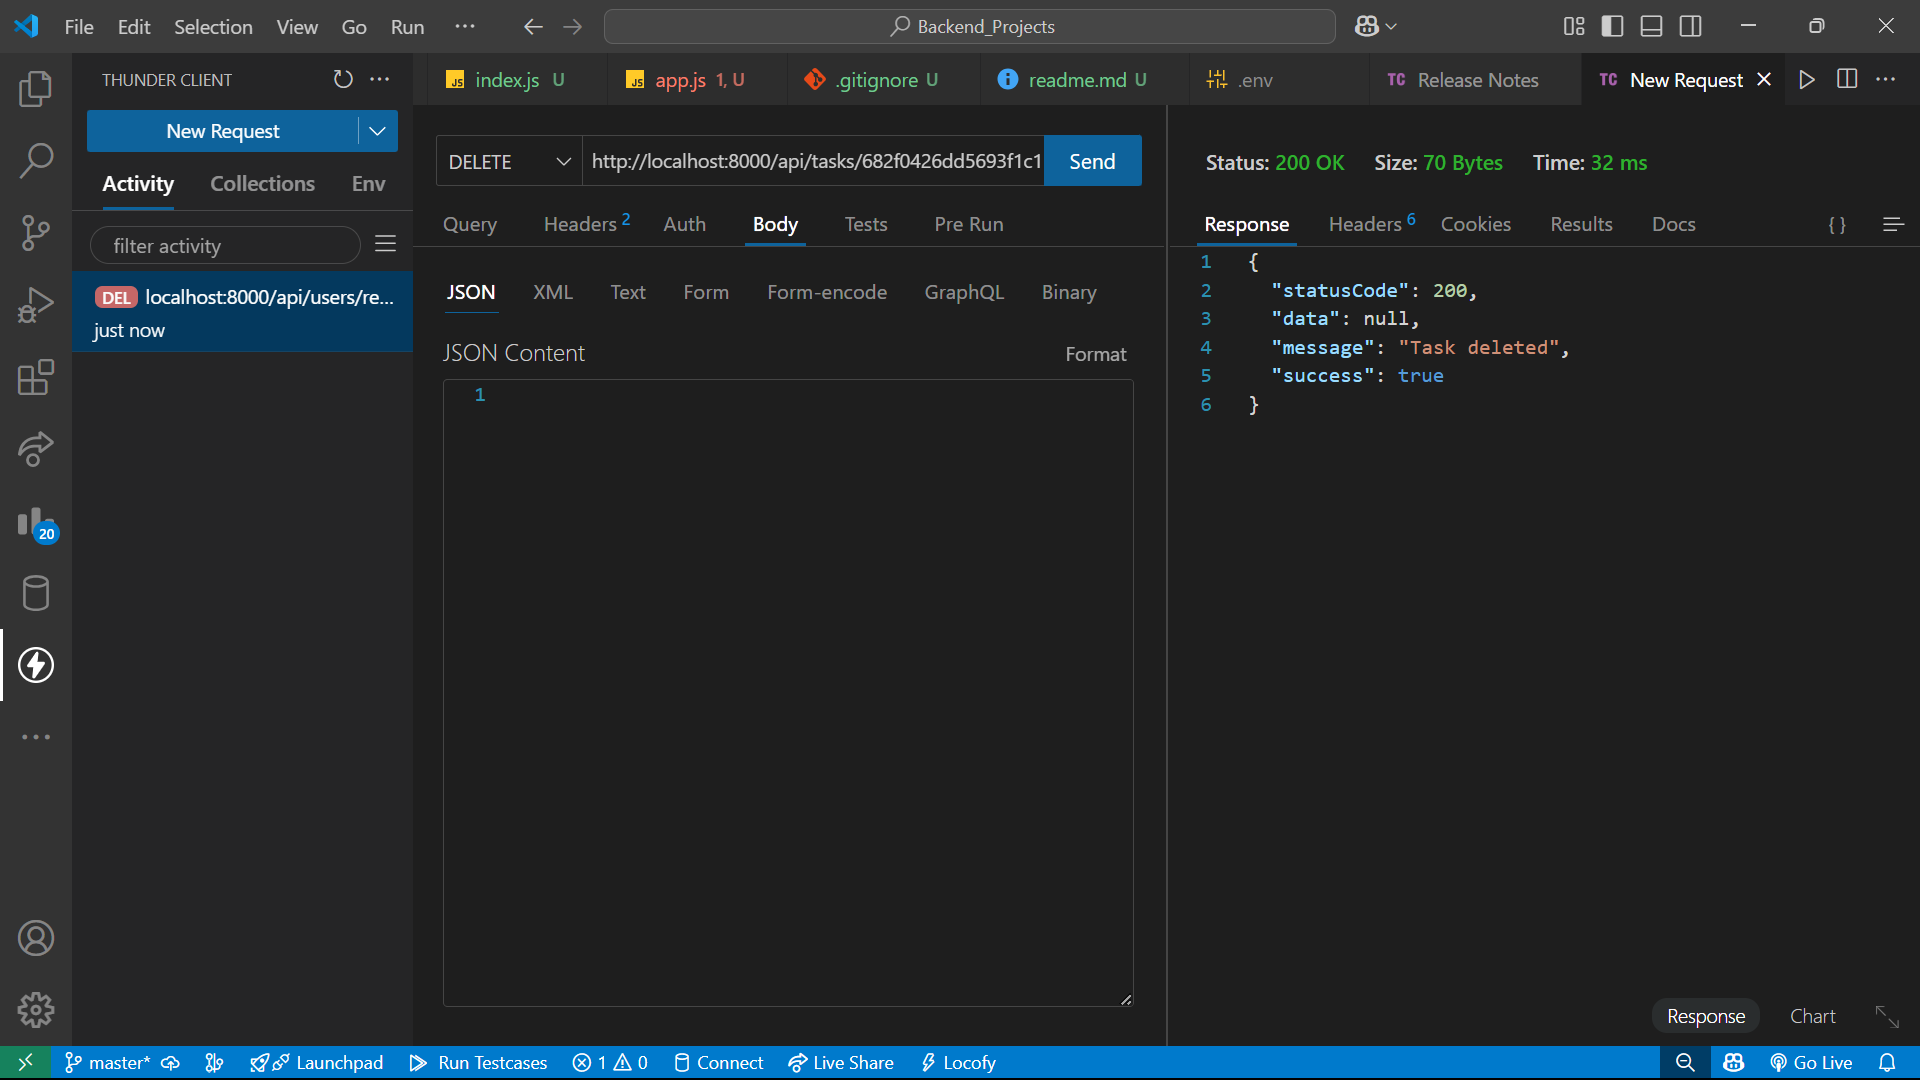 File Edit Selection View Go Run ···
Backend_Projects
THUNDER CLIENT
New Request
Activity Collections Env
filter activity
DEL localhost:8000/api/users/re...
just now
20
JS index.js U
JS app.js 1, U
.gitignore U
readme.md U
.env
TC Release Notes
TC New Request
DELETE http://localhost:8000/api/tasks/682f0426dd5693f1c1 Send
Query Headers 2 Auth Body Tests Pre Run
JSON XML Text Form Form-encode GraphQL Binary
JSON Content Format
1
Status: 200 OK Size: 70 Bytes Time: 32 ms
Response Headers 6 Cookies Results Docs { }
1 {
2 "statusCode": 200,
3 "data": null,
4 "message": "Task deleted",
5 "success": true
6 }
Response Chart
master* Launchpad Run Testcases 1 0 Connect Live Share Locofy Go Live